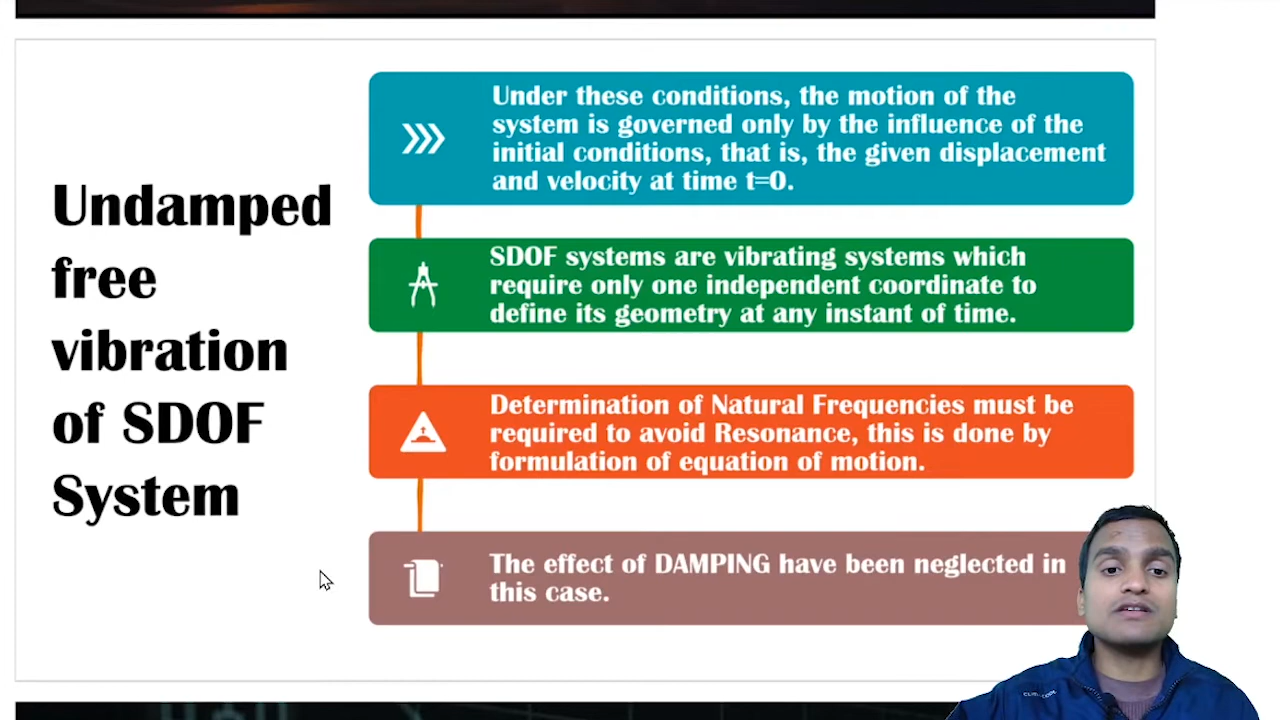 Undamped
free
vibration
of SDOF
System
Under these conditions, the motion of the
system is governed only by the influence of the
initial conditions, that is, the given displacement
and velocity at time t=0.
SDOF systems are vibrating systems which
require only one independent coordinate to
define its geometry at any instant of time.
Determination of Natural Frequencies must be
required to avoid Resonance, this is done by
formulation of equation of motion.
The effect of DAMPING have been neglected in
this case.